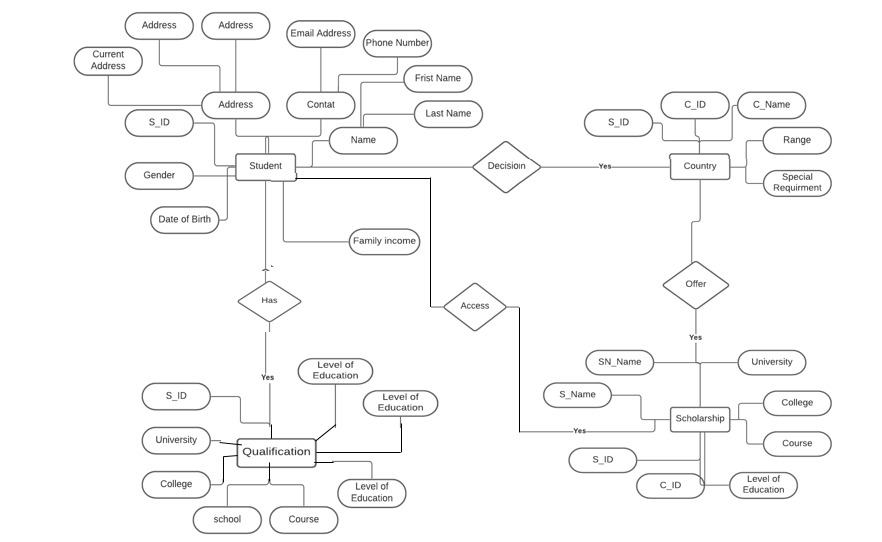 Address
Address
Email Address
Phone Number
Current
Address
Frist Name
Address
Contat
Last Name
S_ID
Name
S_ID
C_ID
C_Name
Range
Student
Decision
Yes
Country
Gender
Special
Requirment
Date of Birth
Family income
Has
Access
Offer
Yes
Yes
Level of
Education
SN_Name
University
S_ID
Level of
Education
S_Name
College
University
Qualification
Yes
Scholarship
Course
College
Level of
Education
S_ID
C_ID
Level of
Education
school
Course